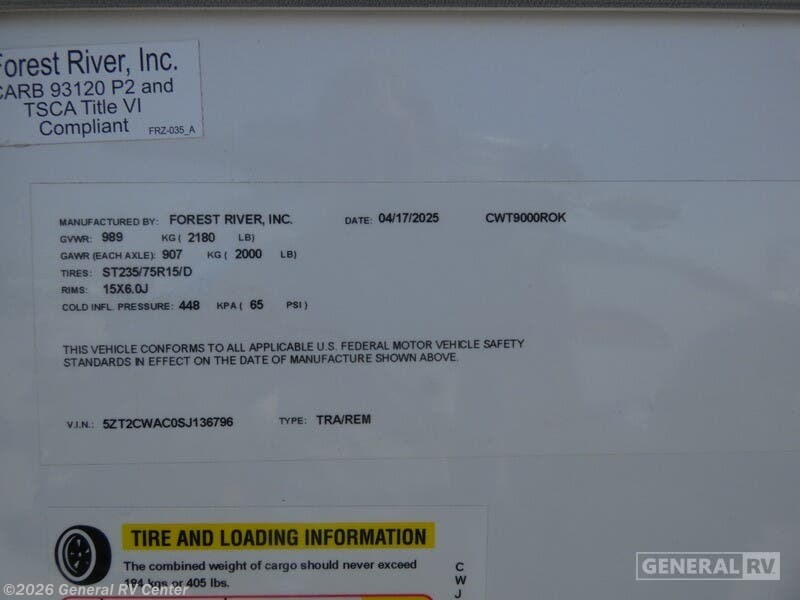 Forest River, Inc.
CARB 93120 P2 and
TSCA Title VI
Compliant FRZ-035_A
MANUFACTURED BY: FOREST RIVER, INC. DATE: 04/17/2025 CWT9000ROK
GVWR: 989 KG ( 2180 LB)
GAWR (EACH AXLE): 907 KG ( 2000 LB)
TIRES: ST235/75R15/D
RIMS: 15X6.0J
COLD INFL. PRESSURE: 448 KPA ( 65 PSI )
THIS VEHICLE CONFORMS TO ALL APPLICABLE U.S. FEDERAL MOTOR VEHICLE SAFETY
STANDARDS IN EFFECT ON THE DATE OF MANUFACTURE SHOWN ABOVE.
V.I.N.: 5ZT2CWAC0SJ136796 TYPE: TRA/REM
TIRE AND LOADING INFORMATION
The combined weight of cargo should never exceed
184 kgs or 405 lbs.
C
W
J
GENERAL RV
©2026 General RV Center